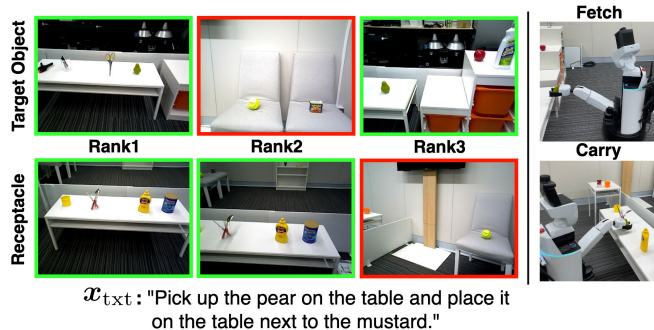 Target Object
Fetch
Rank1 Rank2 Rank3
Carry
Receptacle
x_txt : "Pick up the pear on the table and place it
on the table next to the mustard."